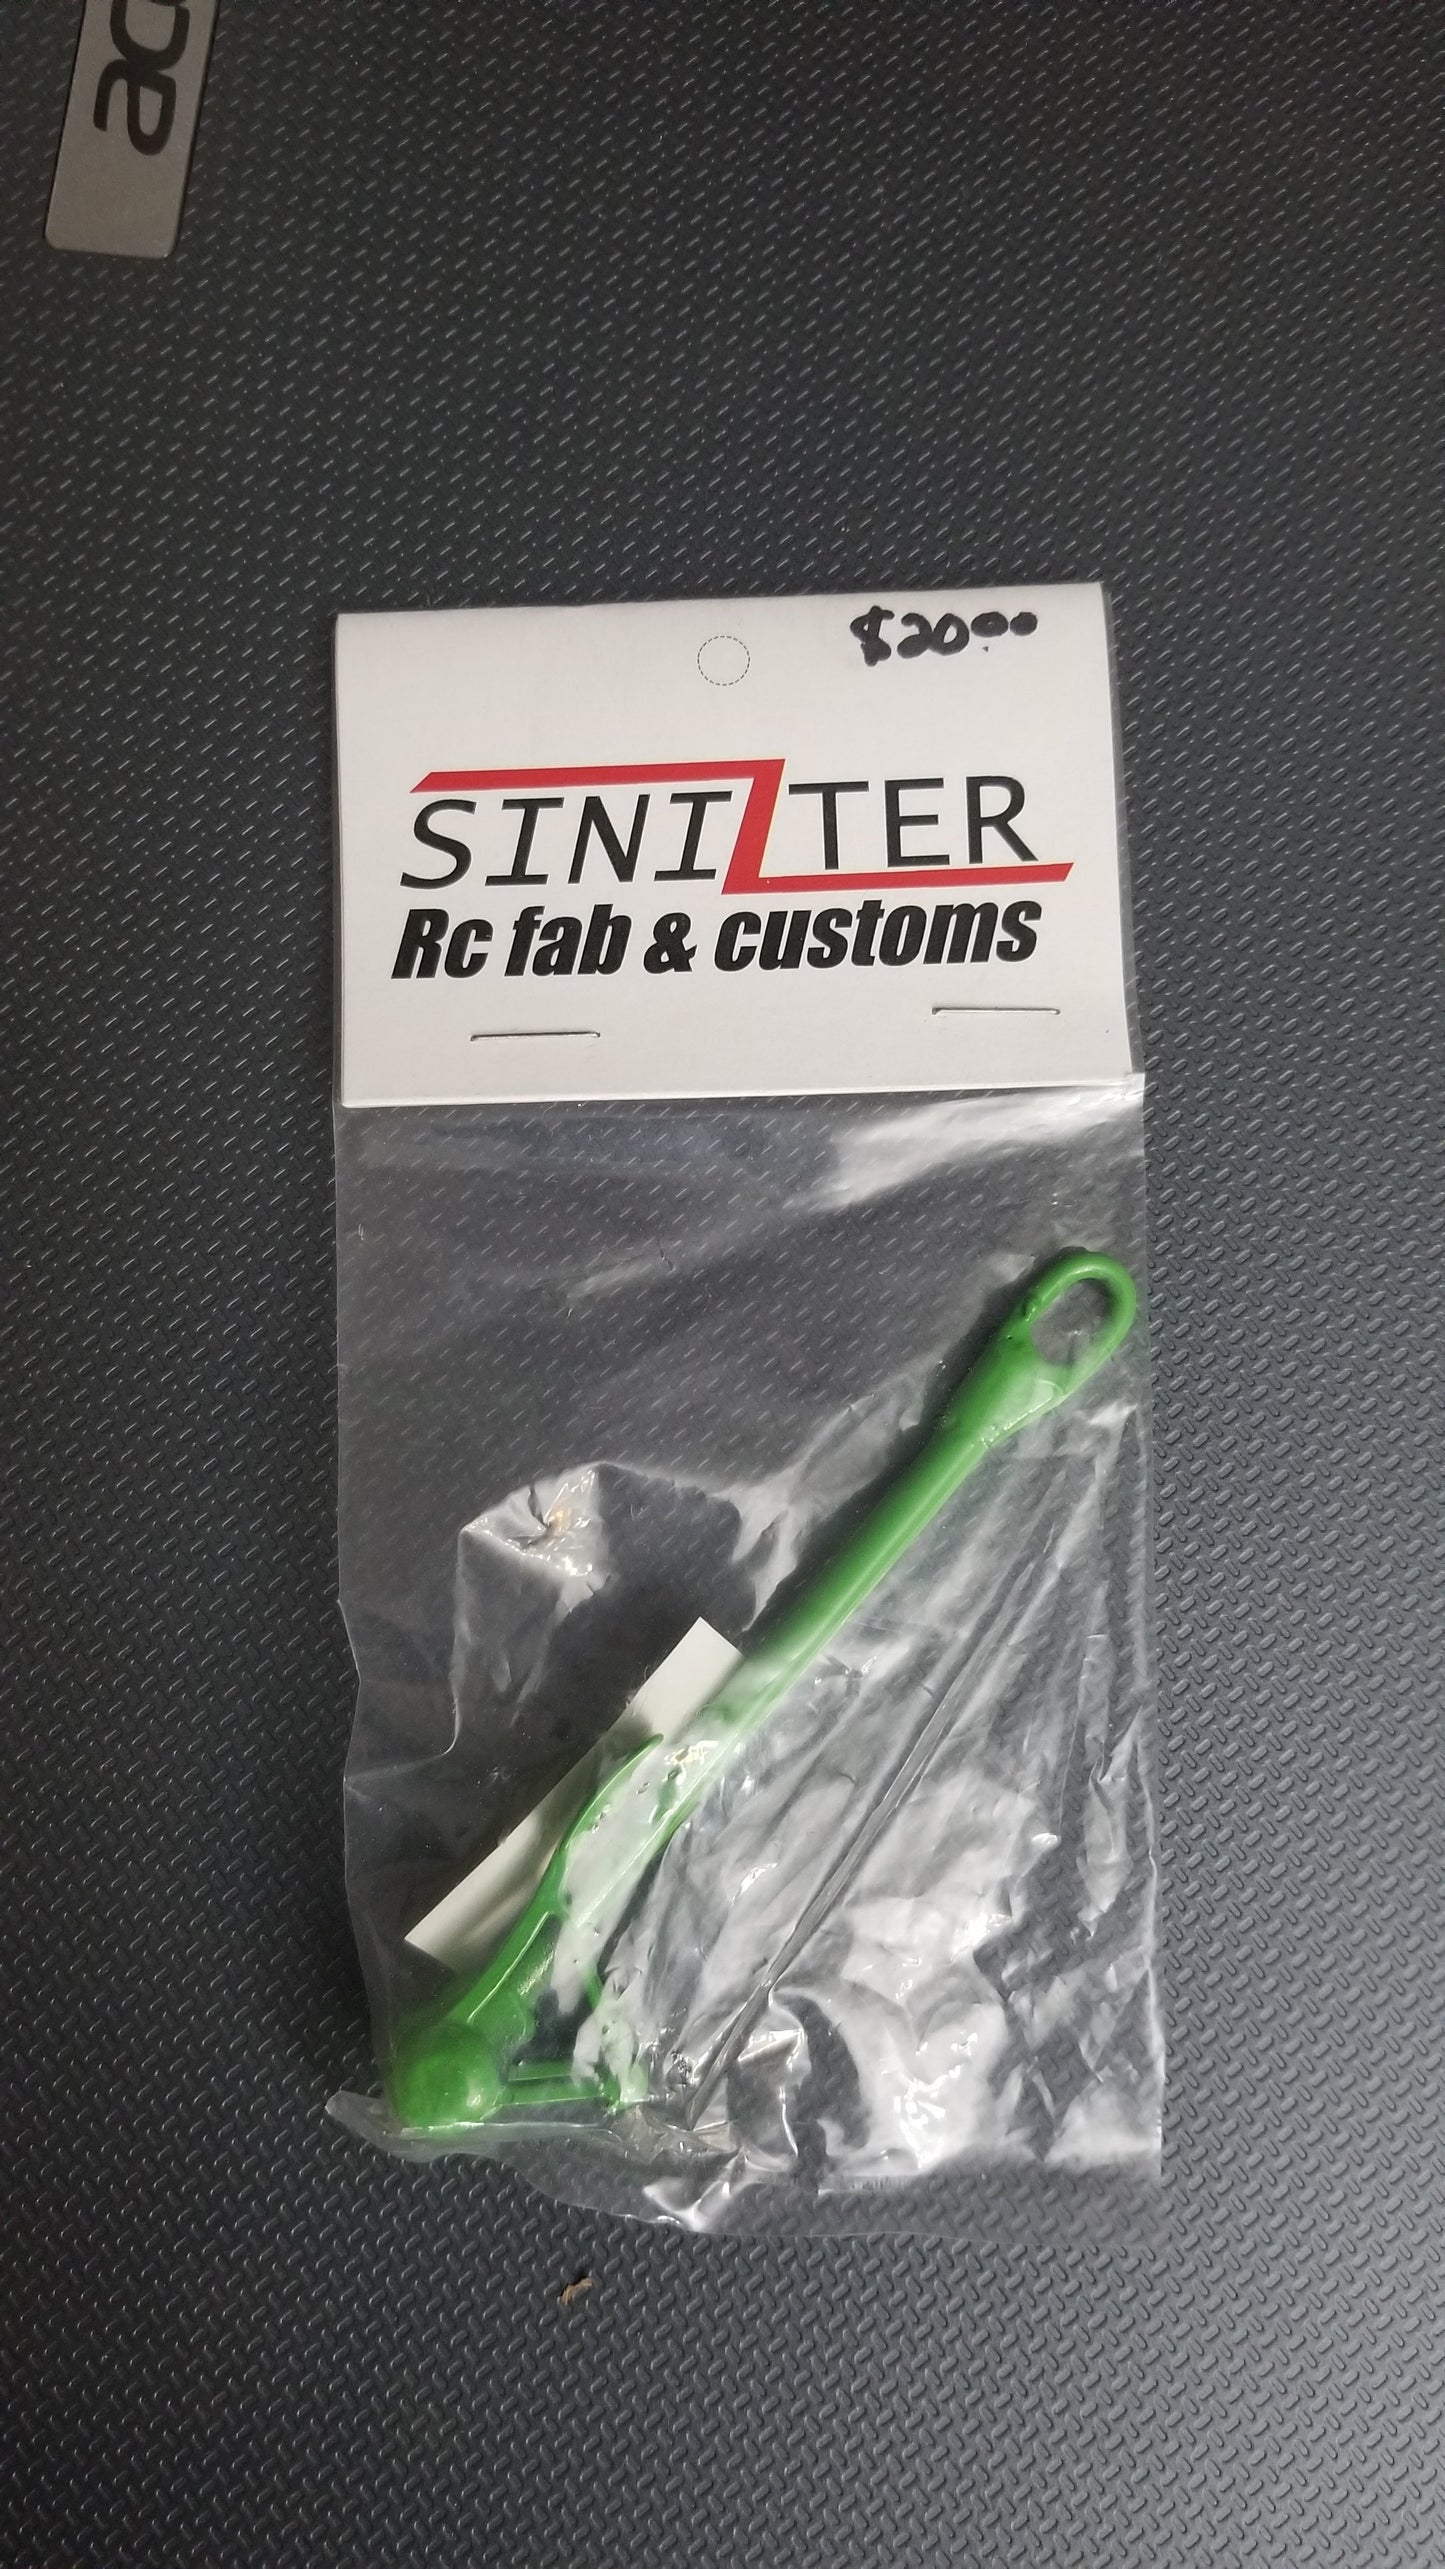 $20.00
SINIZTER
Rc fab & customs